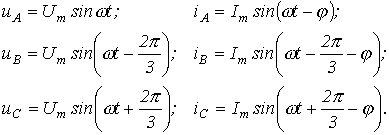 u_A = U_m sin ωt; i_A = I_m sin(ωt − φ);
u_B = U_m sin(ωt − 2π/3); i_B = I_m sin(ωt − 2π/3 − φ);
u_C = U_m sin(ωt + 2π/3); i_C = I_m sin(ωt + 2π/3 − φ).